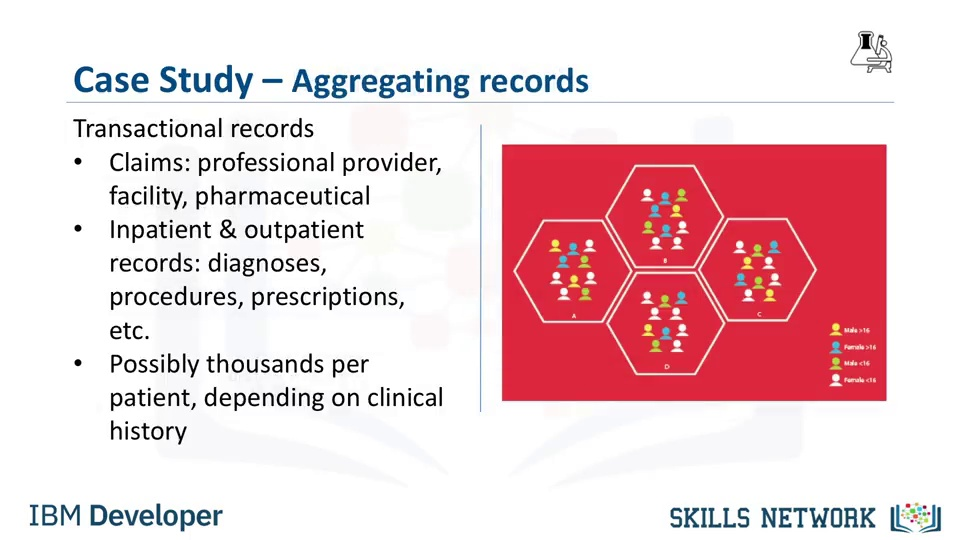 Case Study – Aggregating records
Transactional records
• Claims: professional provider,
facility, pharmaceutical
• Inpatient & outpatient
records: diagnoses,
procedures, prescriptions,
etc.
• Possibly thousands per
patient, depending on clinical
history
B
A
C
D
Male >16
Female >16
Male <16
Female <16
IBM Developer
SKILLS NETWORK